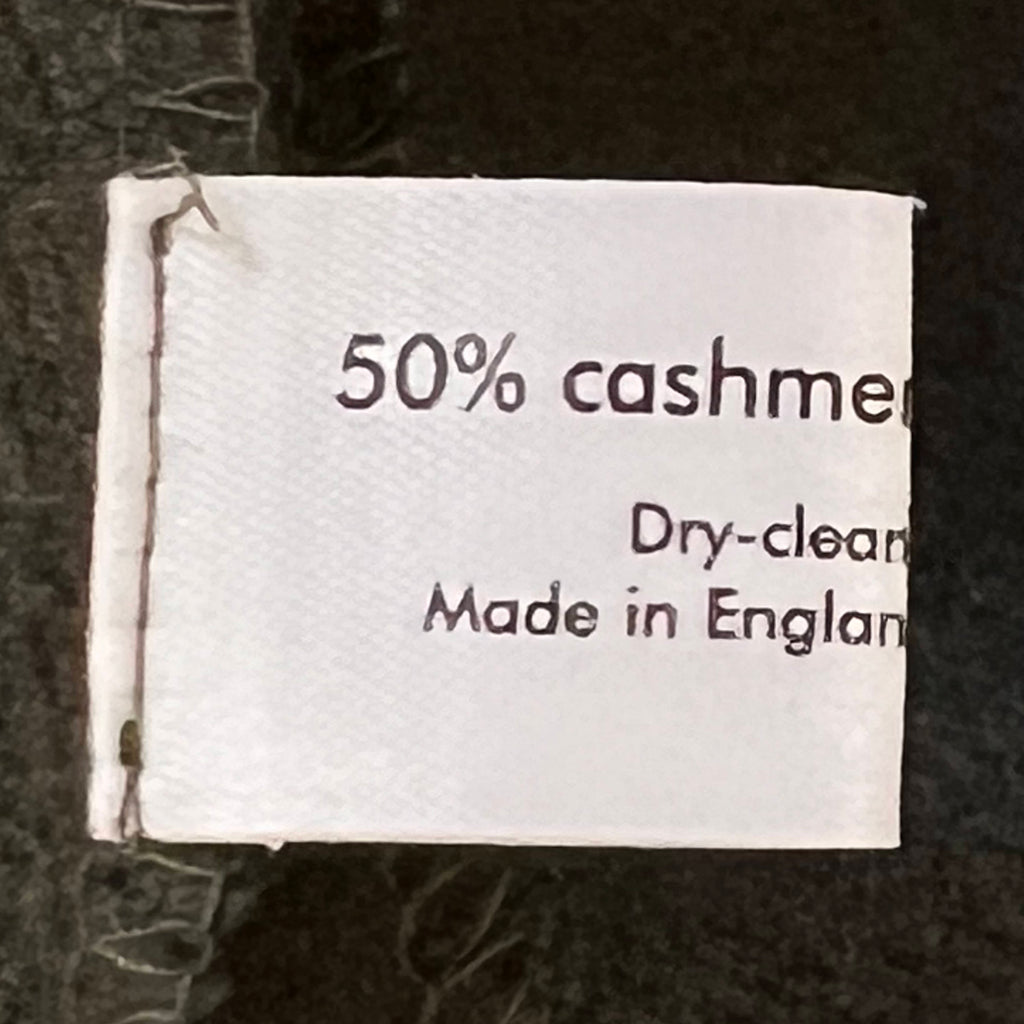 50% cashme
Dry-clean
Made in Englan